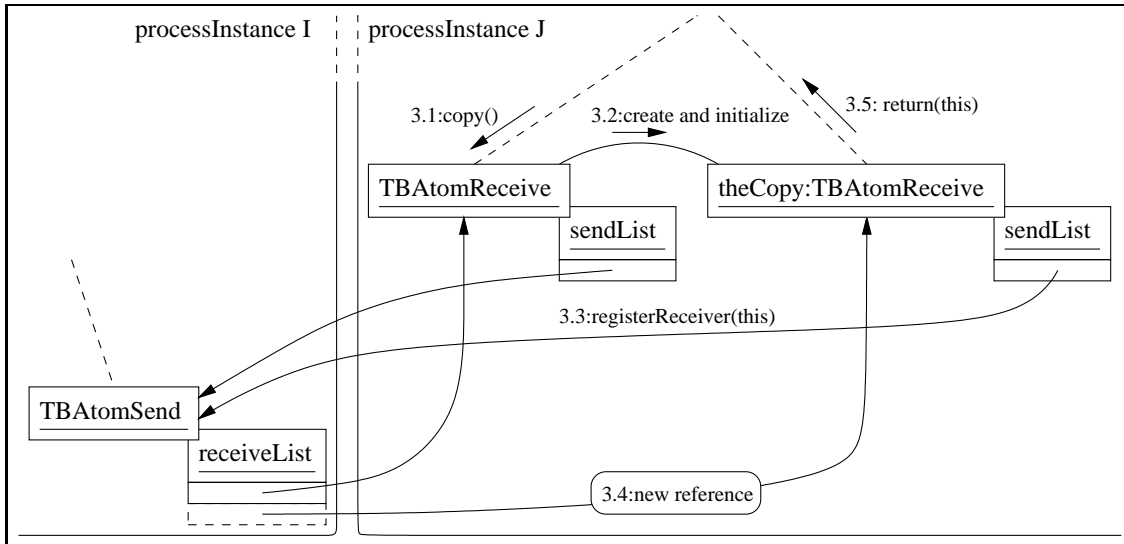 processInstance I
processInstance J
3.1:copy()
3.2:create and initialize
3.5: return(this)
TBAtomReceive
theCopy:TBAtomReceive
sendList
sendList
3.3:registerReceiver(this)
TBAtomSend
receiveList
3.4:new reference